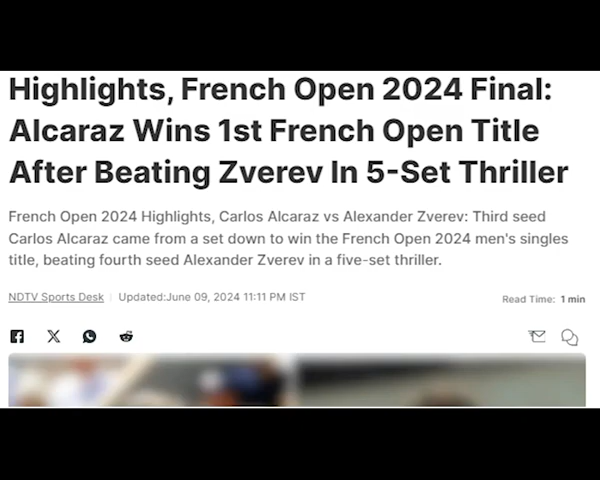 Highlights, French Open 2024 Final:
Alcaraz Wins 1st French Open Title
After Beating Zverev In 5-Set Thriller
French Open 2024 Highlights, Carlos Alcaraz vs Alexander Zverev: Third seed
Carlos Alcaraz came from a set down to win the French Open 2024 men's singles
title, beating fourth seed Alexander Zverev in a five-set thriller.
NDTV Sports Desk | Updated:June 09, 2024 11:11 PM IST
Read Time: 1 min